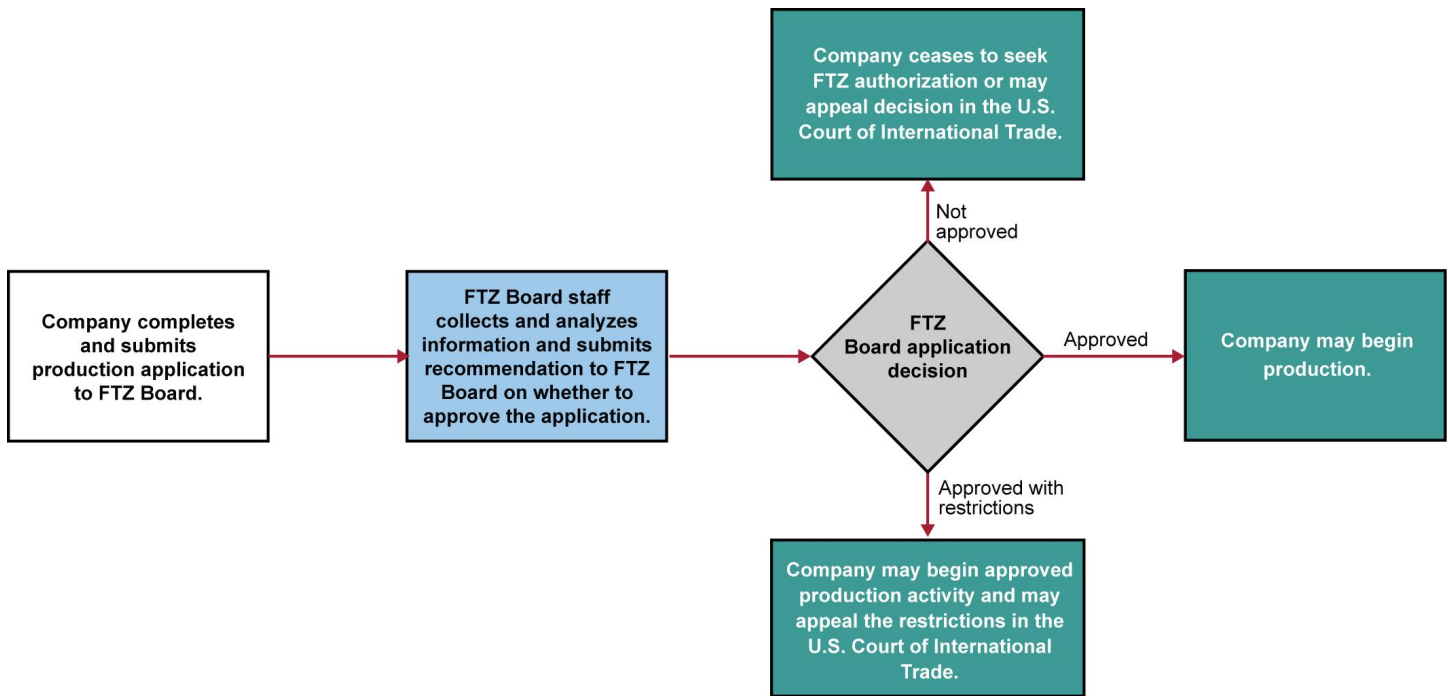 Company ceases to seek
FTZ authorization or may
appeal decision in the U.S.
Court of International Trade.
Not
approved
Company completes
and submits
production application
to FTZ Board.
FTZ Board staff
collects and analyzes
information and submits
recommendation to FTZ
Board on whether to
approve the application.
FTZ
Board application
decision
Approved
Company may begin
production.
Approved with
restrictions
Company may begin approved
production activity and may
appeal the restrictions in the
U.S. Court of International
Trade.